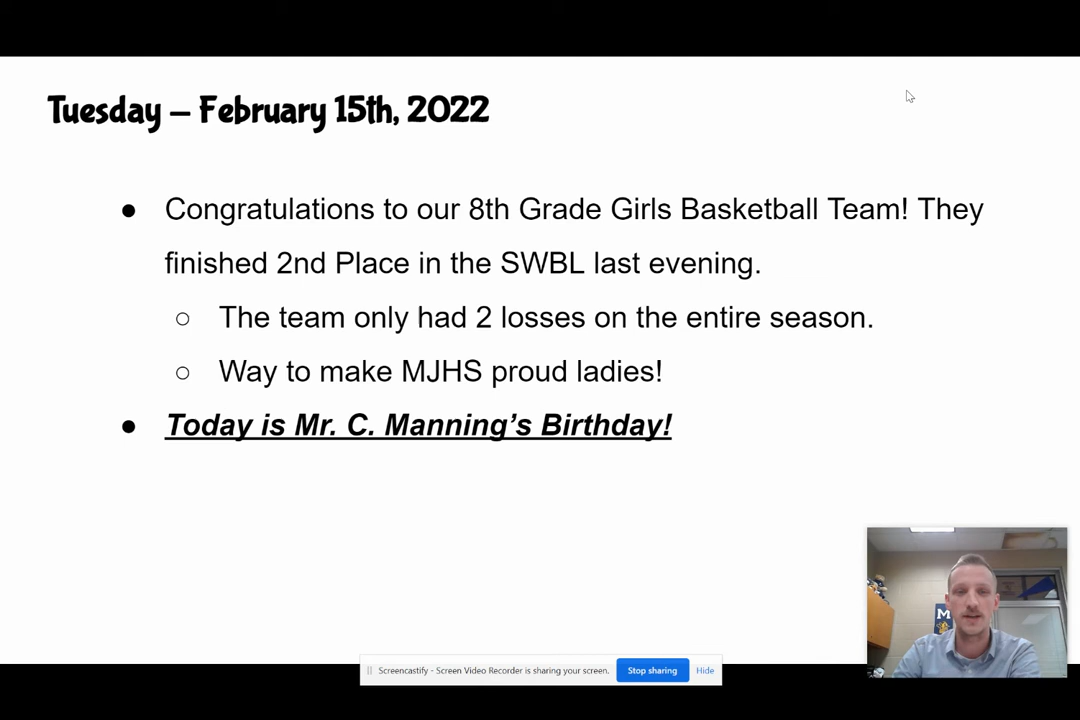 Tuesday – February 15th, 2022
● Congratulations to our 8th Grade Girls Basketball Team! They
finished 2nd Place in the SWBL last evening.
○ The team only had 2 losses on the entire season.
○ Way to make MJHS proud ladies!
● Today is Mr. C. Manning’s Birthday!
M
Screencastify - Screen Video Recorder is sharing your screen. Stop sharing Hide